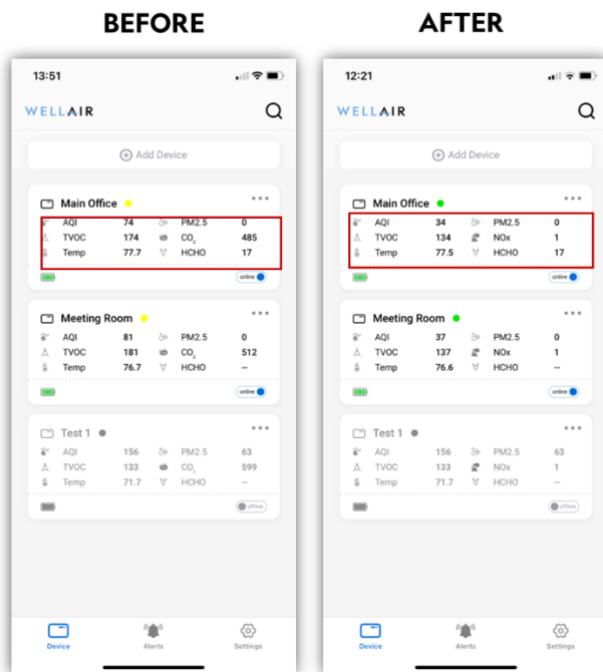 BEFORE
13:51
WELLAIR
Add Device
Main Office
AQI 74 PM2.5 0
TVOC 174 CO₂ 485
Temp 77.7 HCHO 17
online
Meeting Room
AQI 81 PM2.5 0
TVOC 181 CO₂ 512
Temp 76.7 HCHO --
online
Test 1
AQI 156 PM2.5 63
TVOC 133 CO₂ 599
Temp 71.7 HCHO --
offline
Device Alerts Settings
AFTER
12:21
WELLAIR
Add Device
Main Office
AQI 34 PM2.5 0
TVOC 134 NOx 1
Temp 77.5 HCHO 17
online
Meeting Room
AQI 37 PM2.5 0
TVOC 137 NOx 1
Temp 76.6 HCHO --
online
Test 1
AQI 156 PM2.5 63
TVOC 133 NOx 1
Temp 71.7 HCHO --
offline
Device Alerts Settings